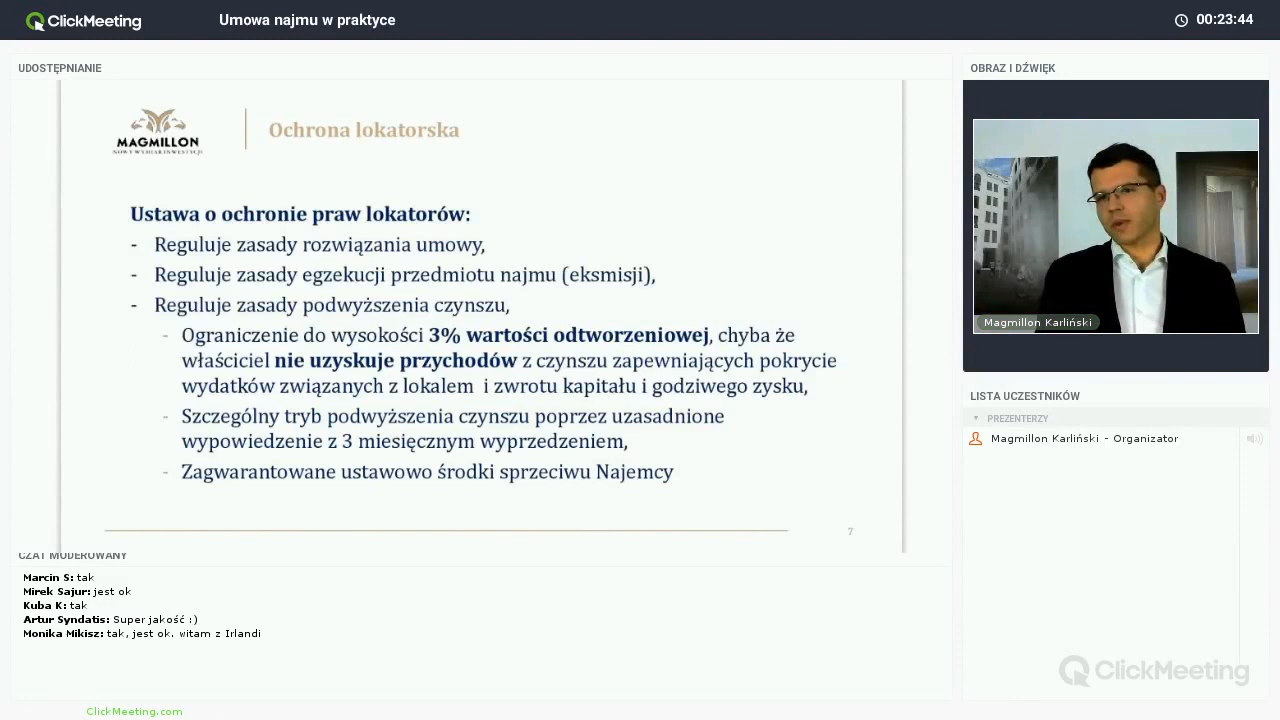 ClickMeeting
Umowa najmu w praktyce
00:23:44
UDOSTĘPNIANIE
MAGMILLON
NOWY WYMIAR INWESTYCJI
Ochrona lokatorska
Ustawa o ochronie praw lokatorów:
- Reguluje zasady rozwiązania umowy,
- Reguluje zasady egzekucji przedmiotu najmu (eksmisji),
- Reguluje zasady podwyższenia czynszu,
- Ograniczenie do wysokości 3% wartości odtworzeniowej, chyba że
właściciel nie uzyskuje przychodów z czynszu zapewniających pokrycie
wydatków związanych z lokalem i zwrotu kapitału i godziwego zysku,
- Szczególny tryb podwyższenia czynszu poprzez uzasadnione
wypowiedzenie z 3 miesięcznym wyprzedzeniem,
- Zagwarantowane ustawowo środki sprzeciwu Najemcy
7
CZAT MODEROWANY
Marcin S: tak
Mirek Sajur: jest ok
Kuba K: tak
Artur Syndatis: Super jakość :)
Monika Mikisz: tak, jest ok. witam z Irlandi
ClickMeeting.com
OBRAZ I DŹWIĘK
Magmillon Karliński
LISTA UCZESTNIKÓW
PREZENTERZY
Magmillon Karliński - Organizator
ClickMeeting